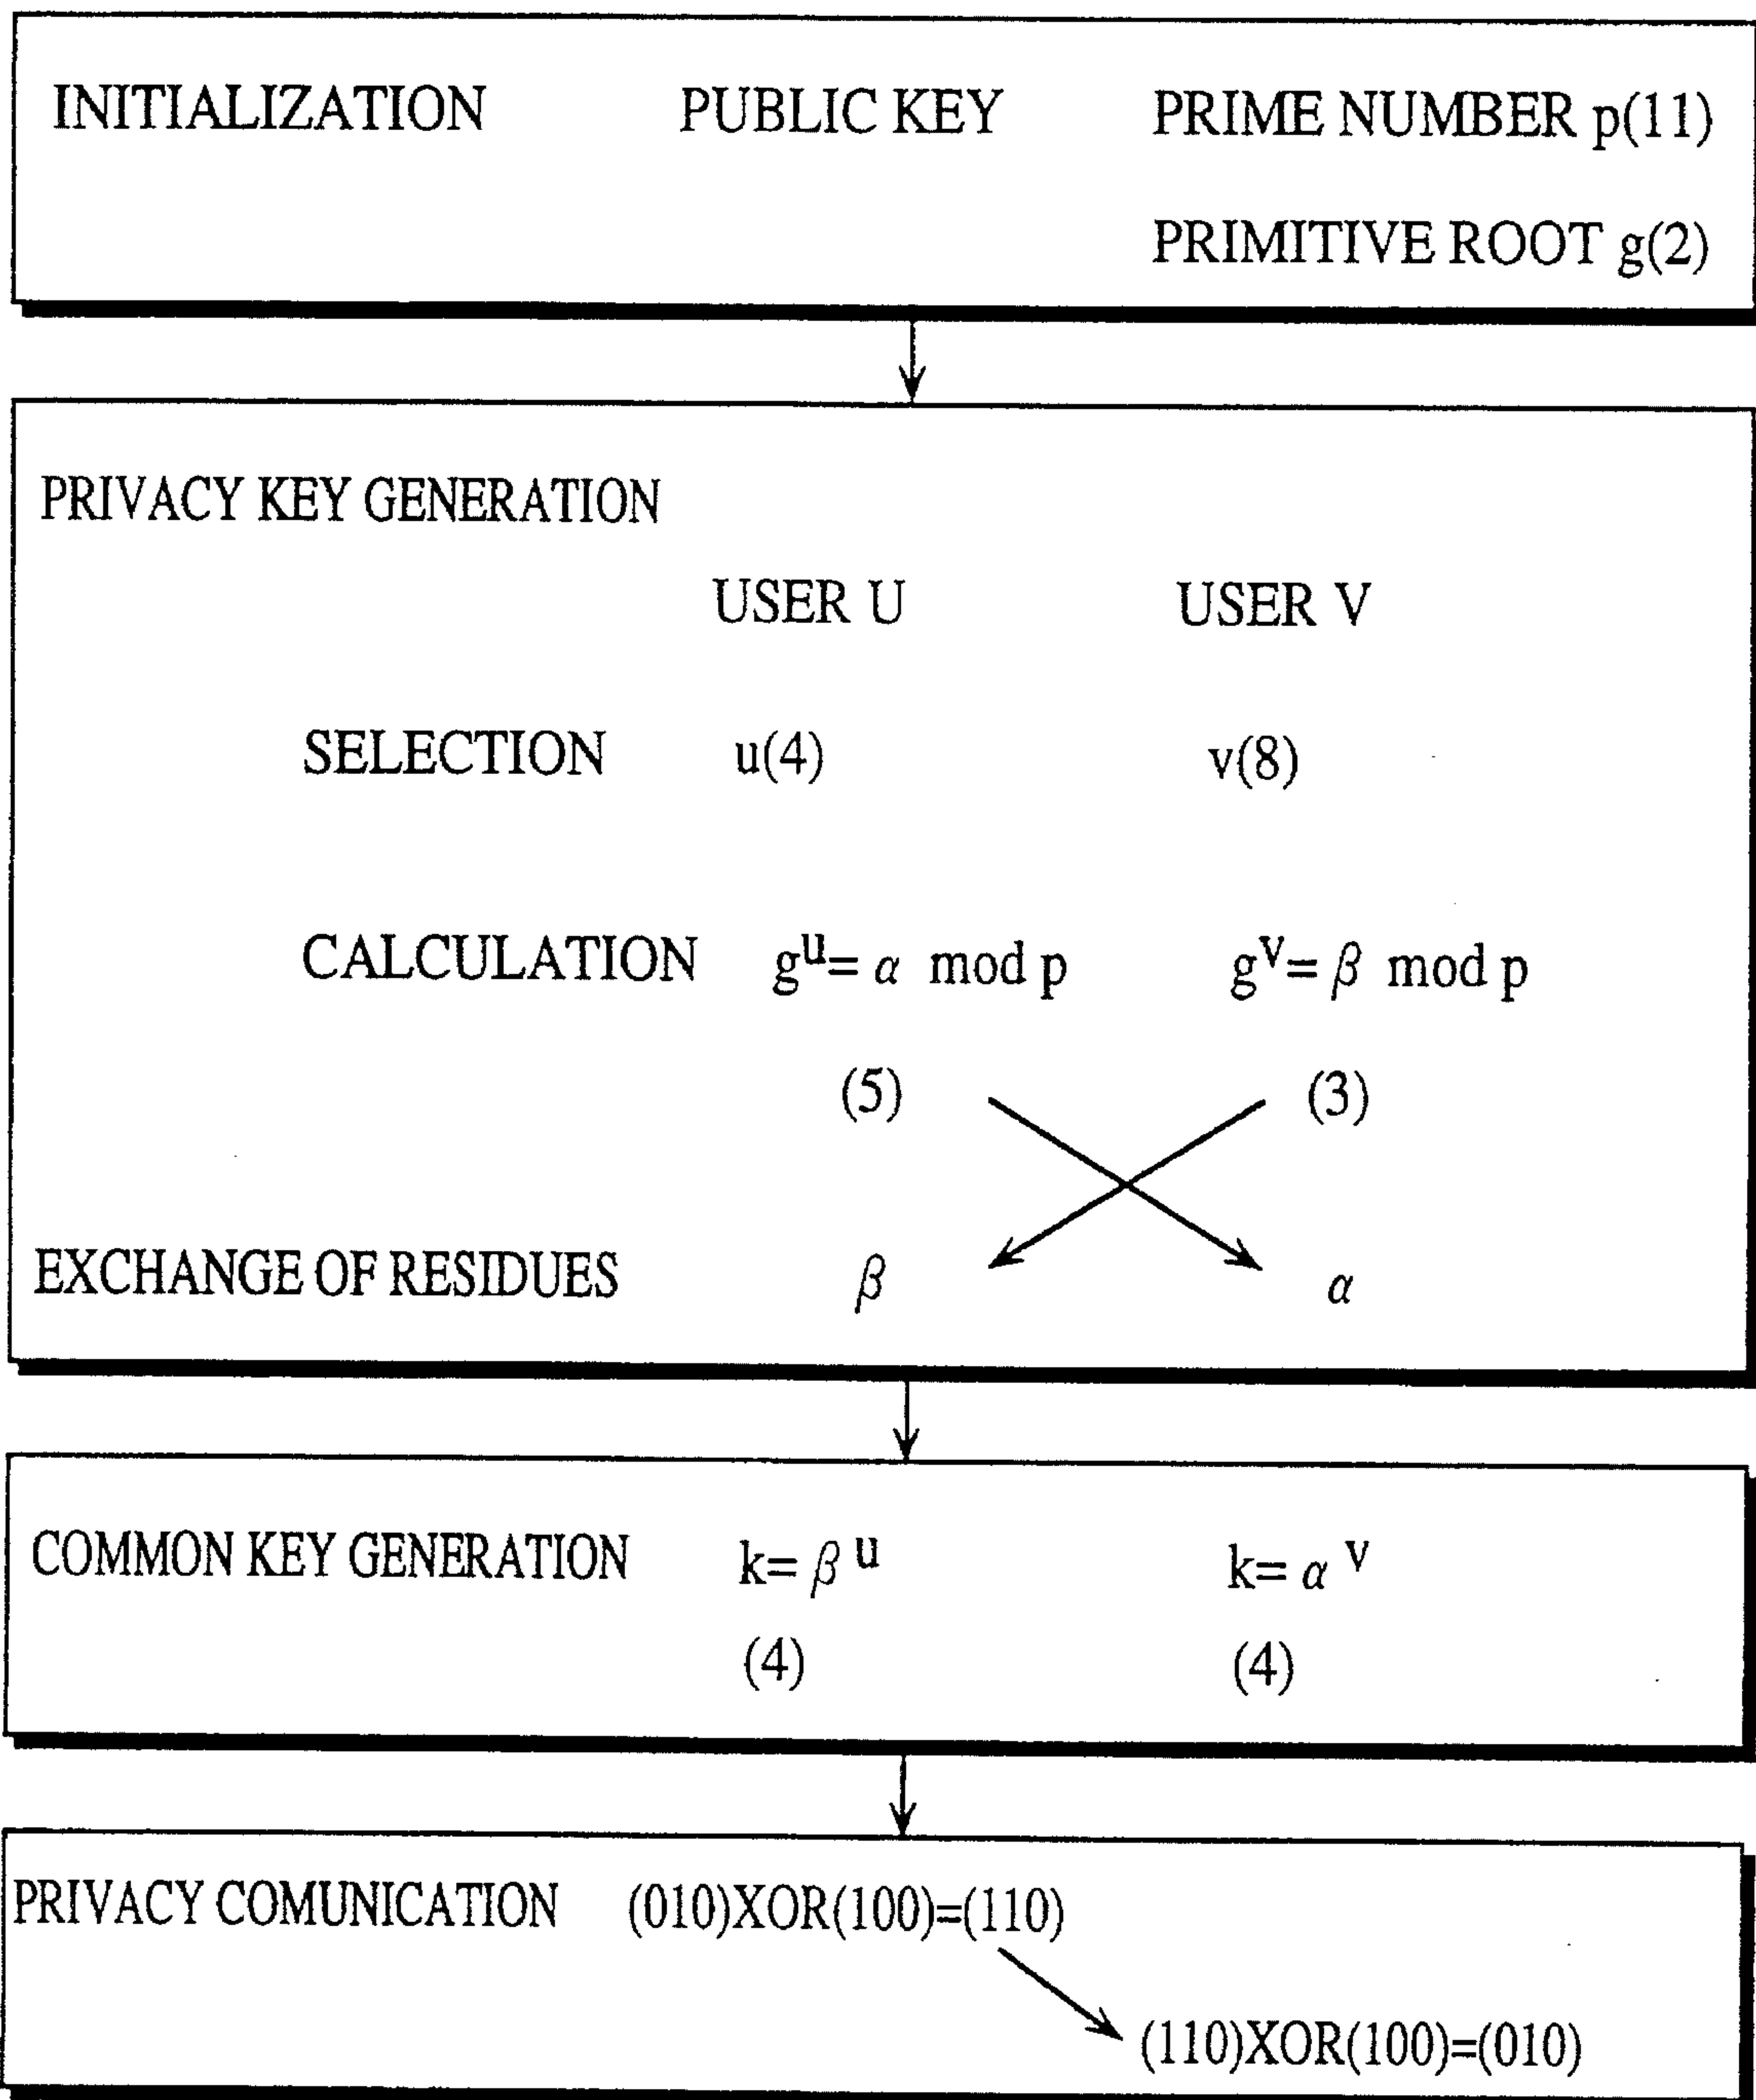 INITIALIZATION PUBLIC KEY PRIME NUMBER p(11)
PRIMITIVE ROOT g(2)
PRIVACY KEY GENERATION
USER U USER V
SELECTION u(4) v(8)
CALCULATION g^u= α mod p g^v= β mod p
(5) (3)
EXCHANGE OF RESIDUES β α
COMMON KEY GENERATION k= β^u k= α^v
(4) (4)
PRIVACY COMUNICATION (010)XOR(100)=(110)
(110)XOR(100)=(010)